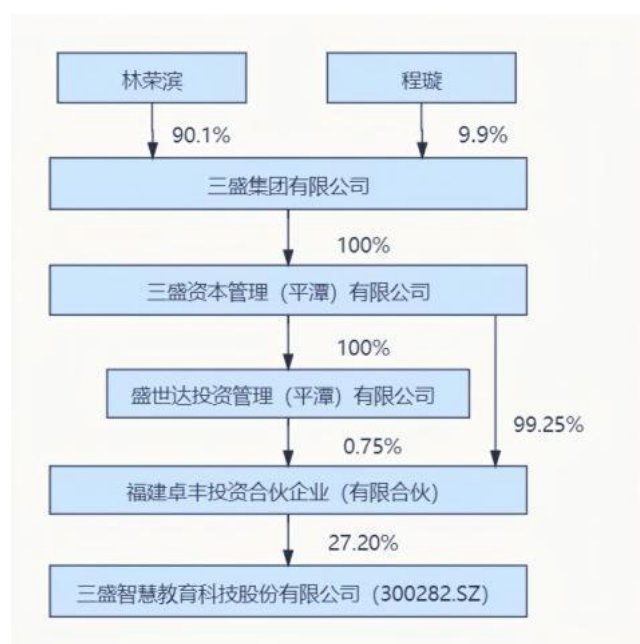 林荣滨
程璇
90.1%
9.9%
三盛集团有限公司
100%
三盛资本管理（平潭）有限公司
100%
盛世达投资管理（平潭）有限公司
99.25%
0.75%
福建卓丰投资合伙企业（有限合伙）
27.20%
三盛智慧教育科技股份有限公司（300282.SZ）